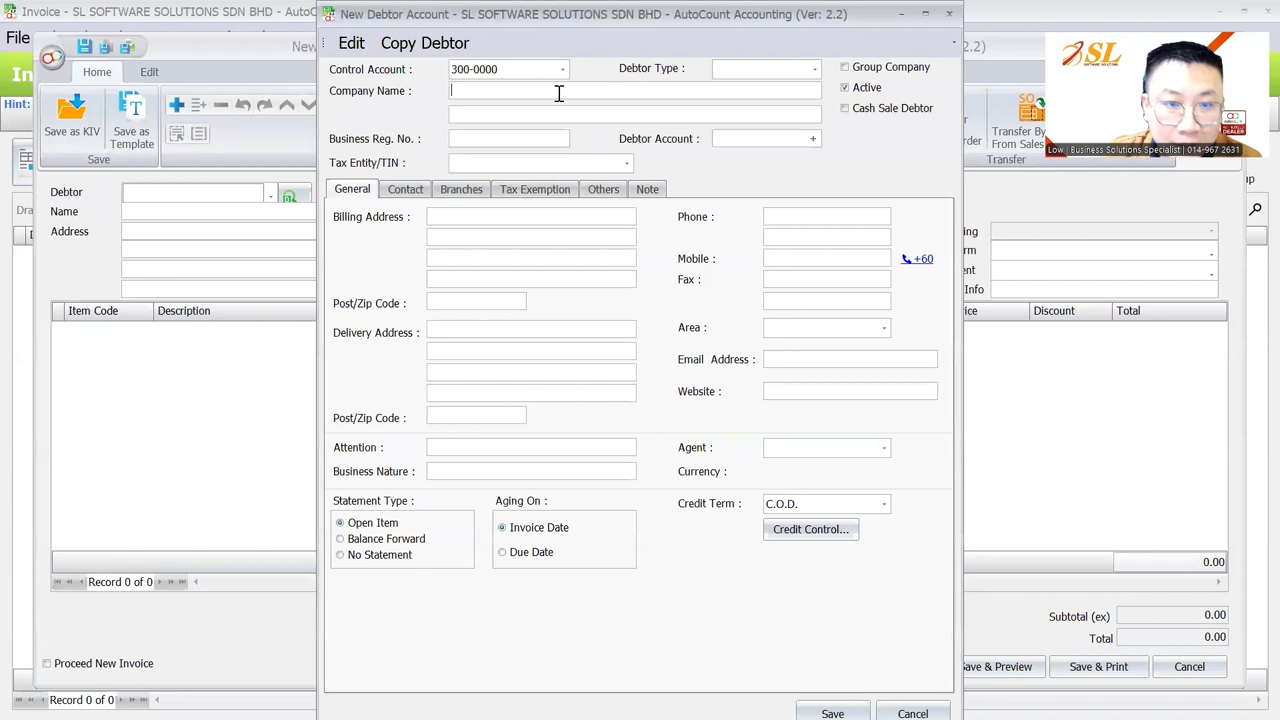 Invoice - SL SOFTWARE SOLUTIONS SDN BHD - AutoCou
New Debtor Account - SL SOFTWARE SOLUTIONS SDN BHD - AutoCount Accounting (Ver: 2.2)
File
Edit Copy Debtor
Hint:
Home Edit
Save as KIV
Save as Template
Save
Debtor
Name
Address
Item Code Description
Record 0 of 0
Proceed New Invoice
Record 0 of 0
Control Account : 300-0000
Debtor Type :
Group Company
Company Name :
Active
Cash Sale Debtor
Business Reg. No. :
Debtor Account :
Tax Entity/TIN :
General Contact Branches Tax Exemption Others Note
Billing Address :
Phone :
Mobile :
+60
Fax :
Post/Zip Code :
Delivery Address :
Area :
Email Address :
Website :
Post/Zip Code :
Attention :
Agent :
Business Nature :
Currency :
Statement Type :
Open Item
Balance Forward
No Statement
Aging On :
Invoice Date
Due Date
Credit Term : C.O.D.
Credit Control...
Save Cancel
SL
SOFTWARE SOLUTIONS
Low | Business Solutions Specialist | 014-967 2631
SO
Transfer By
From Sales
Transfer
Info
Discount Total
0.00
Subtotal (ex) 0.00
Total 0.00
Save & Preview Save & Print Cancel